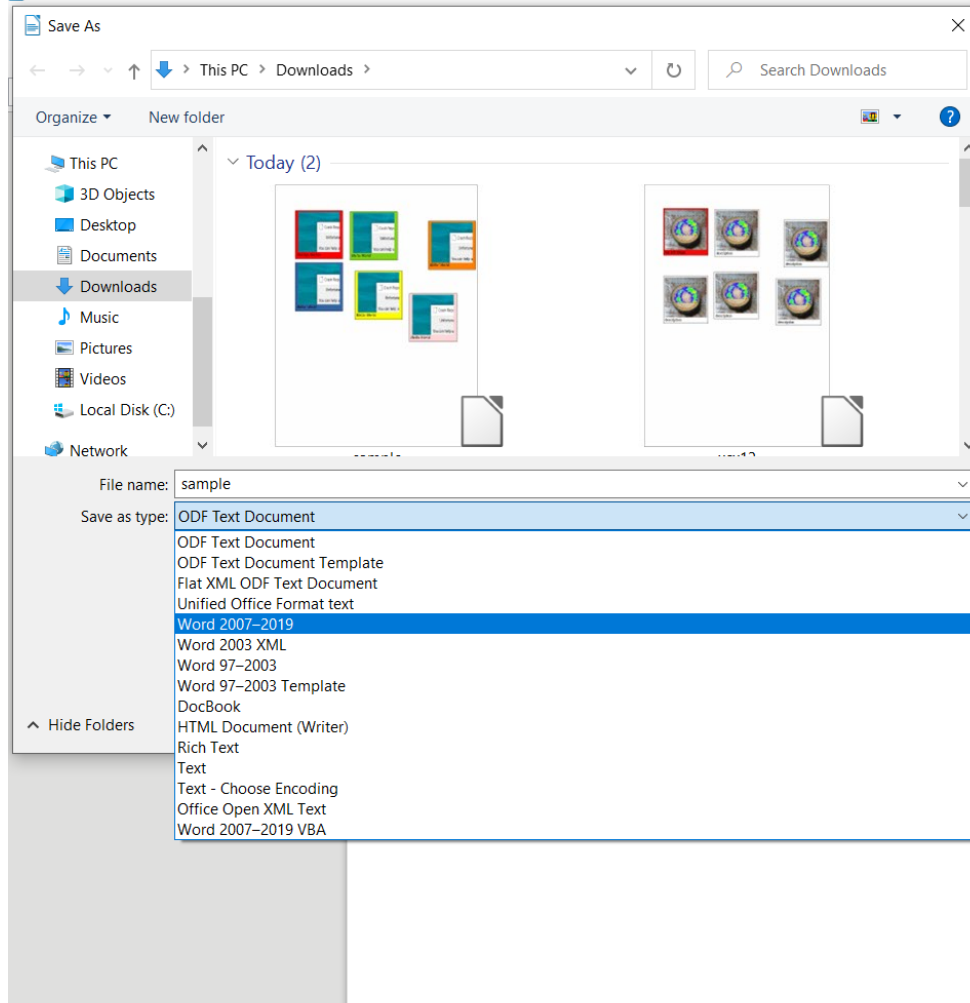 Save As
This PC > Downloads >
Search Downloads
Organize
New folder
?
This PC
3D Objects
Desktop
Documents
Downloads
Music
Pictures
Videos
Local Disk (C:)
Network
Today (2)
File name: sample
Save as type: ODF Text Document
ODF Text Document
ODF Text Document Template
Flat XML ODF Text Document
Unified Office Format text
Word 2007–2019
Word 2003 XML
Word 97–2003
Word 97–2003 Template
DocBook
HTML Document (Writer)
Rich Text
Text
Text - Choose Encoding
Office Open XML Text
Word 2007–2019 VBA
Hide Folders